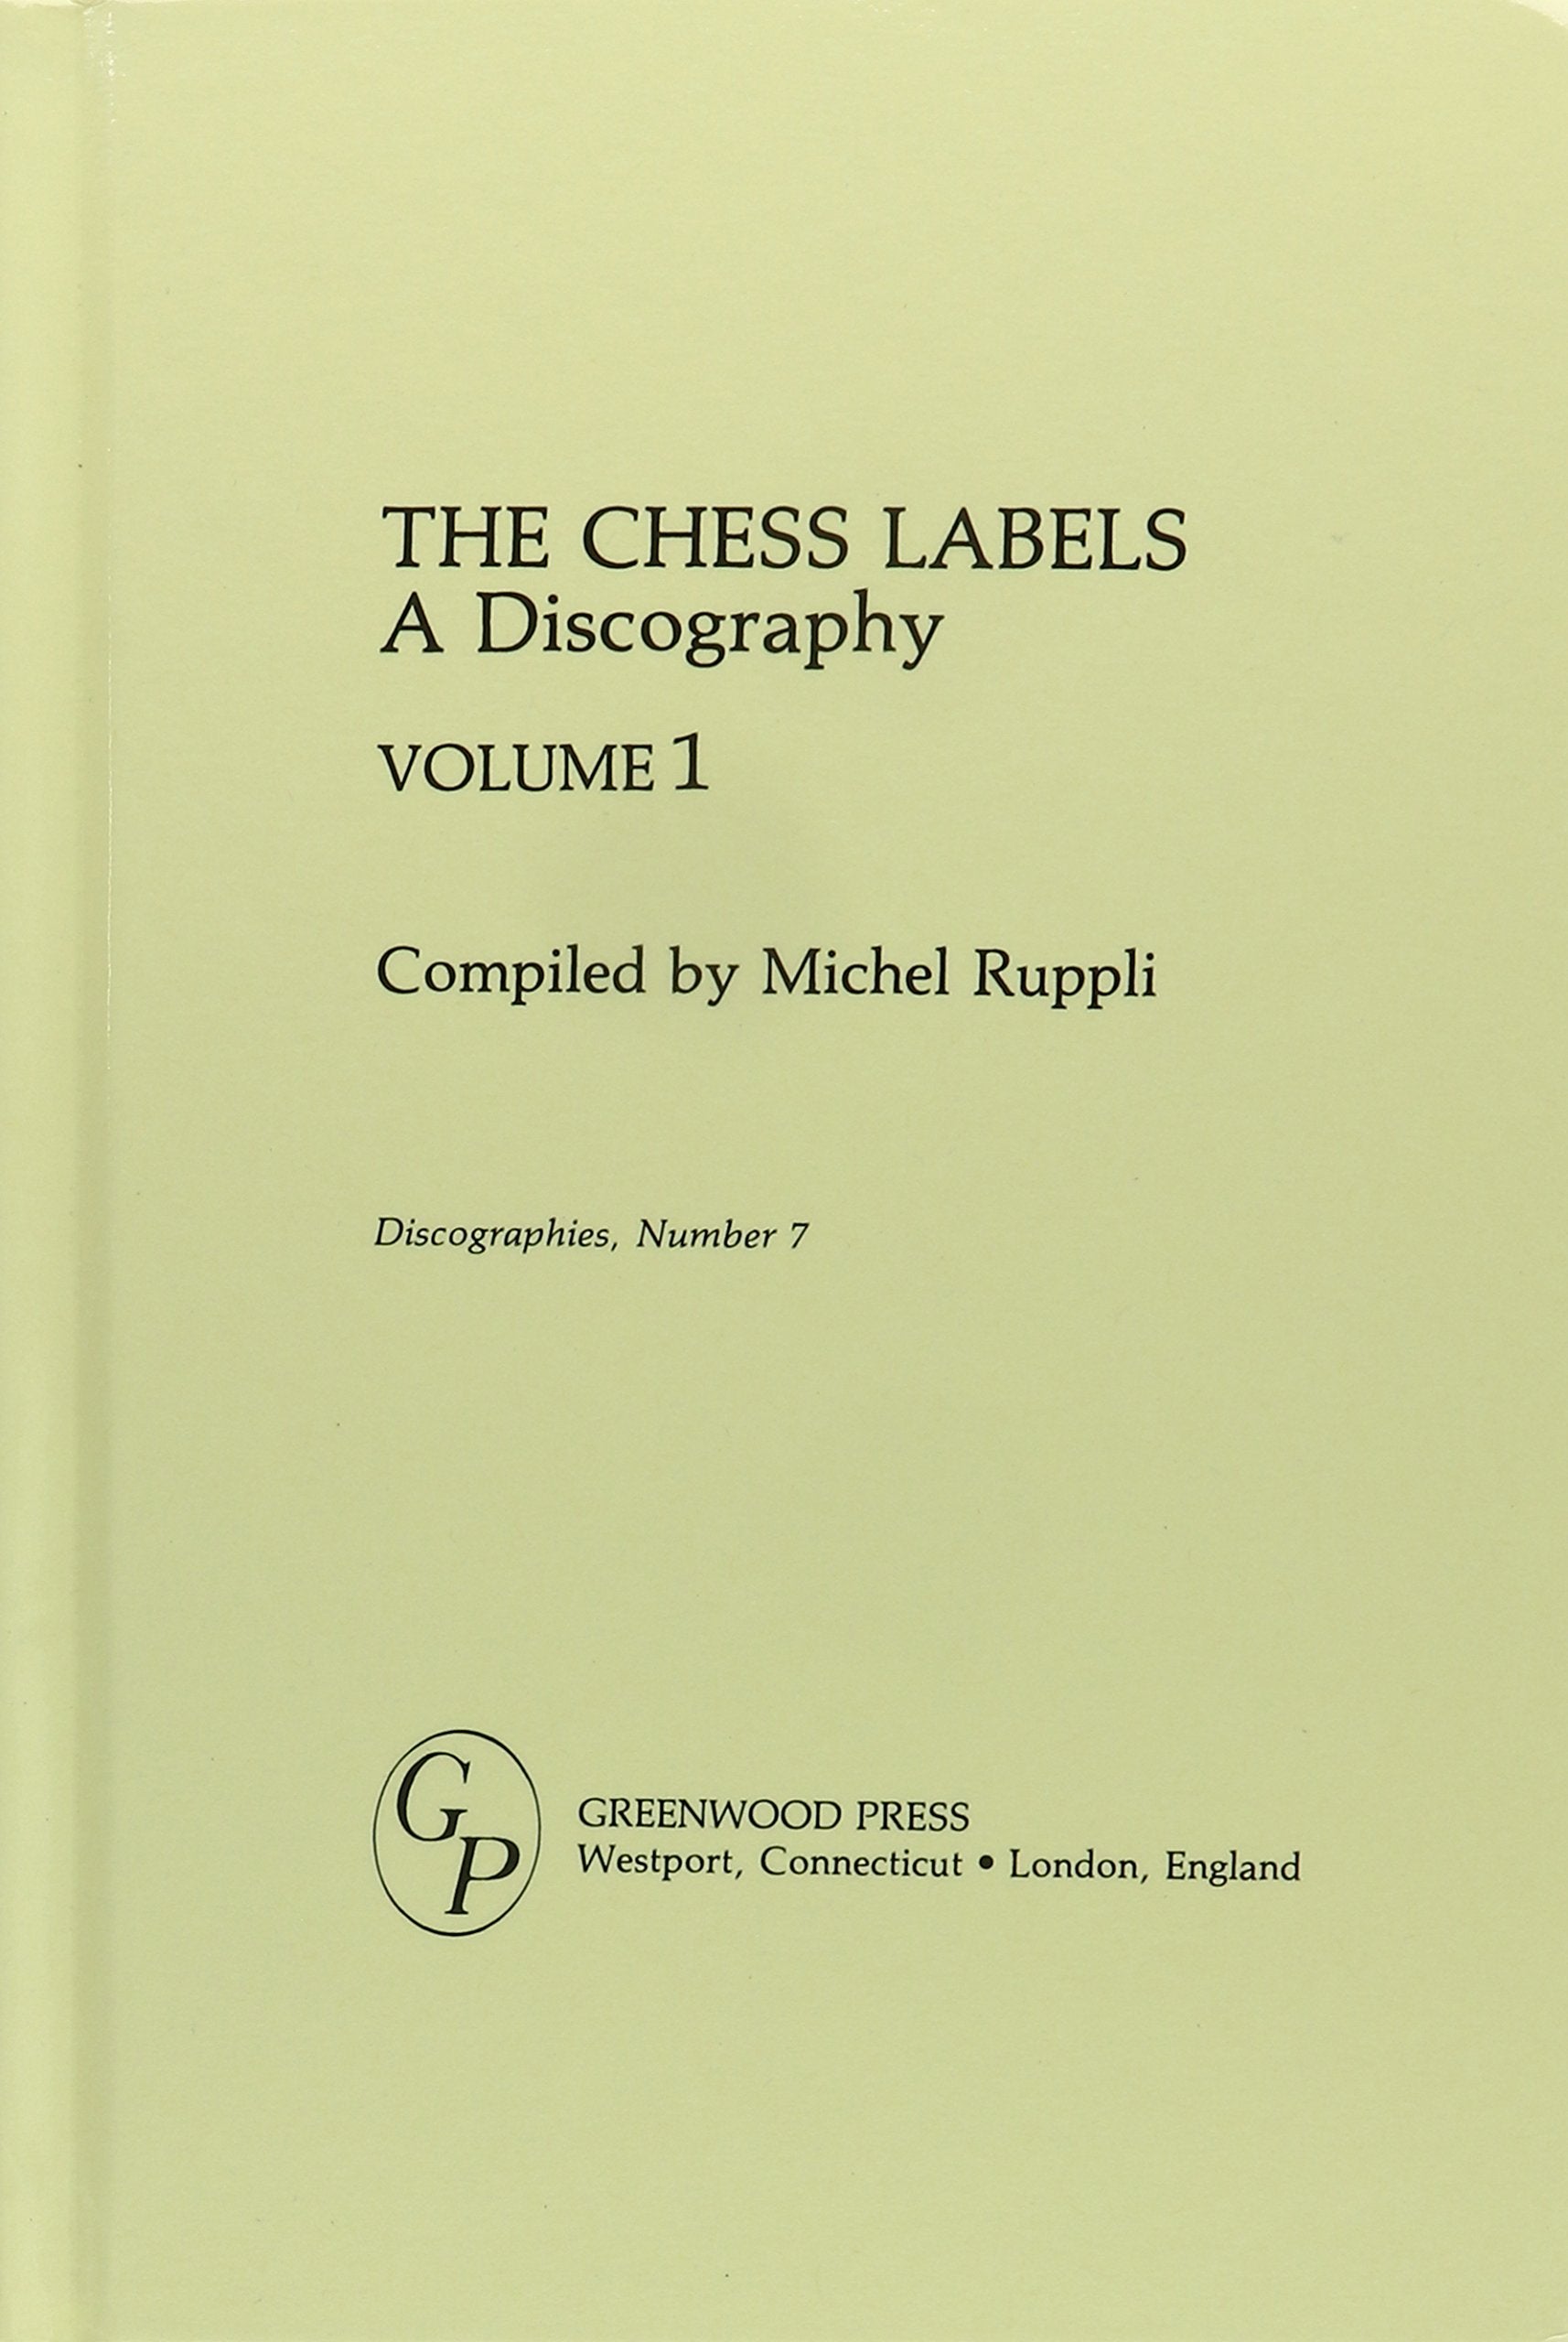 THE CHESS LABELS
A Discography
VOLUME 1
Compiled by Michel Ruppli
Discographies, Number 7
GP
GREENWOOD PRESS
Westport, Connecticut • London, England